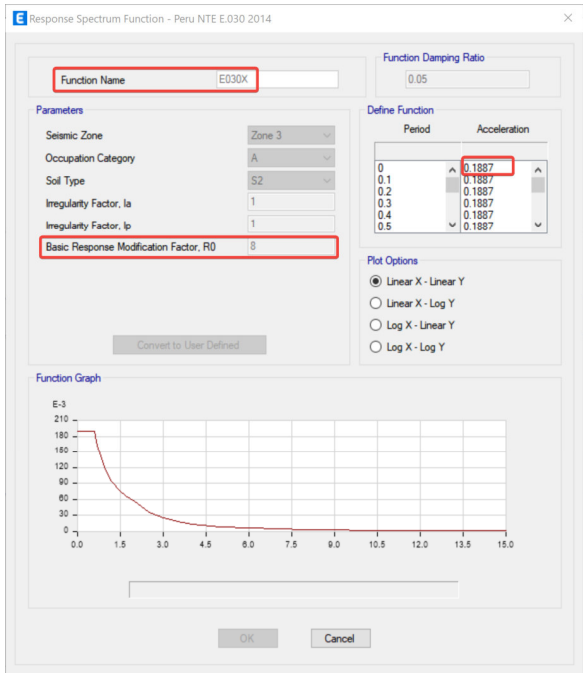 Response Spectrum Function - Peru NTE E.030 2014
Function Name E030X
Function Damping Ratio
0.05
Parameters
Seismic Zone Zone 3
Occupation Category A
Soil Type S2
Irregularity Factor, Ia 1
Irregularity Factor, Ip 1
Basic Response Modification Factor, R0 8
Convert to User Defined
Define Function
Period Acceleration
0 0.1887
0.1 0.1887
0.2 0.1887
0.3 0.1887
0.4 0.1887
0.5 0.1887
Plot Options
Linear X - Linear Y
Linear X - Log Y
Log X - Linear Y
Log X - Log Y
Function Graph
E-3
210
180
150
120
90
60
30
0
0.0 1.5 3.0 4.5 6.0 7.5 9.0 10.5 12.0 13.5 15.0
OK Cancel